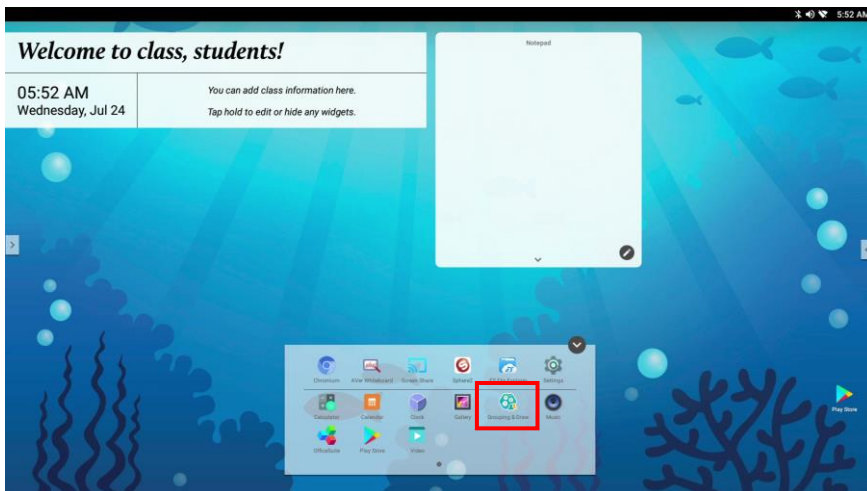 5:52 AM
Welcome to class, students!
05:52 AM
Wednesday, Jul 24
You can add class information here.
Tap hold to edit or hide any widgets.
Notepad
Chromium
Screen Share
Settings
Calculator
Calendar
Clock
Gallery
Grouping & Draw
Music
OfficeSuite
Play Store
Video
Play Store